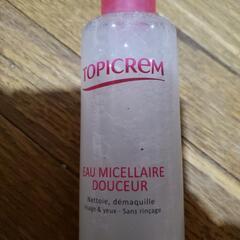 TOPICREM
EAU MICELLAIRE
DOUCEUR
Nettoie, démaquille
visage & yeux - Sans rinçage